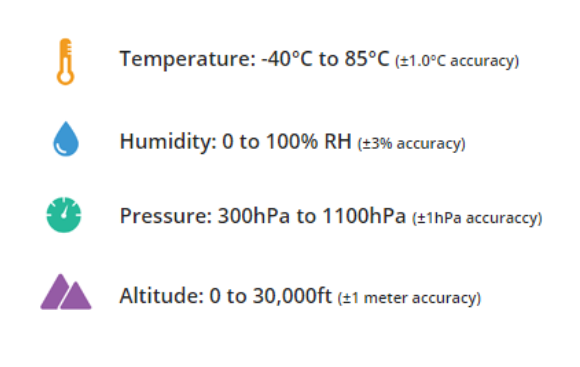 Temperature: -40°C to 85°C (±1.0°C accuracy)
Humidity: 0 to 100% RH (±3% accuracy)
Pressure: 300hPa to 1100hPa (±1hPa accuraccy)
Altitude: 0 to 30,000ft (±1 meter accuracy)